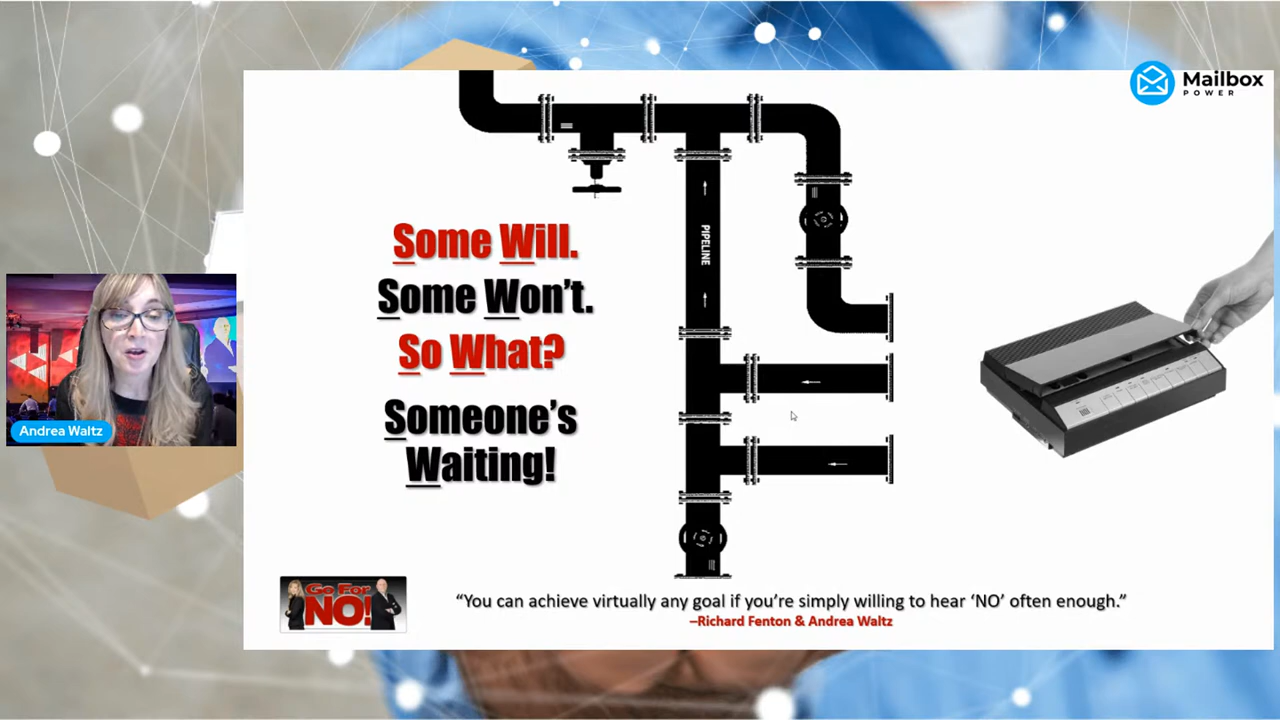 Mailbox
POWER
Some Will.
Some Won't.
So What?
Someone's
Waiting!
PIPELINE
Andrea Waltz
Go For
NO!
“You can achieve virtually any goal if you’re simply willing to hear ‘NO’ often enough.”
–Richard Fenton & Andrea Waltz